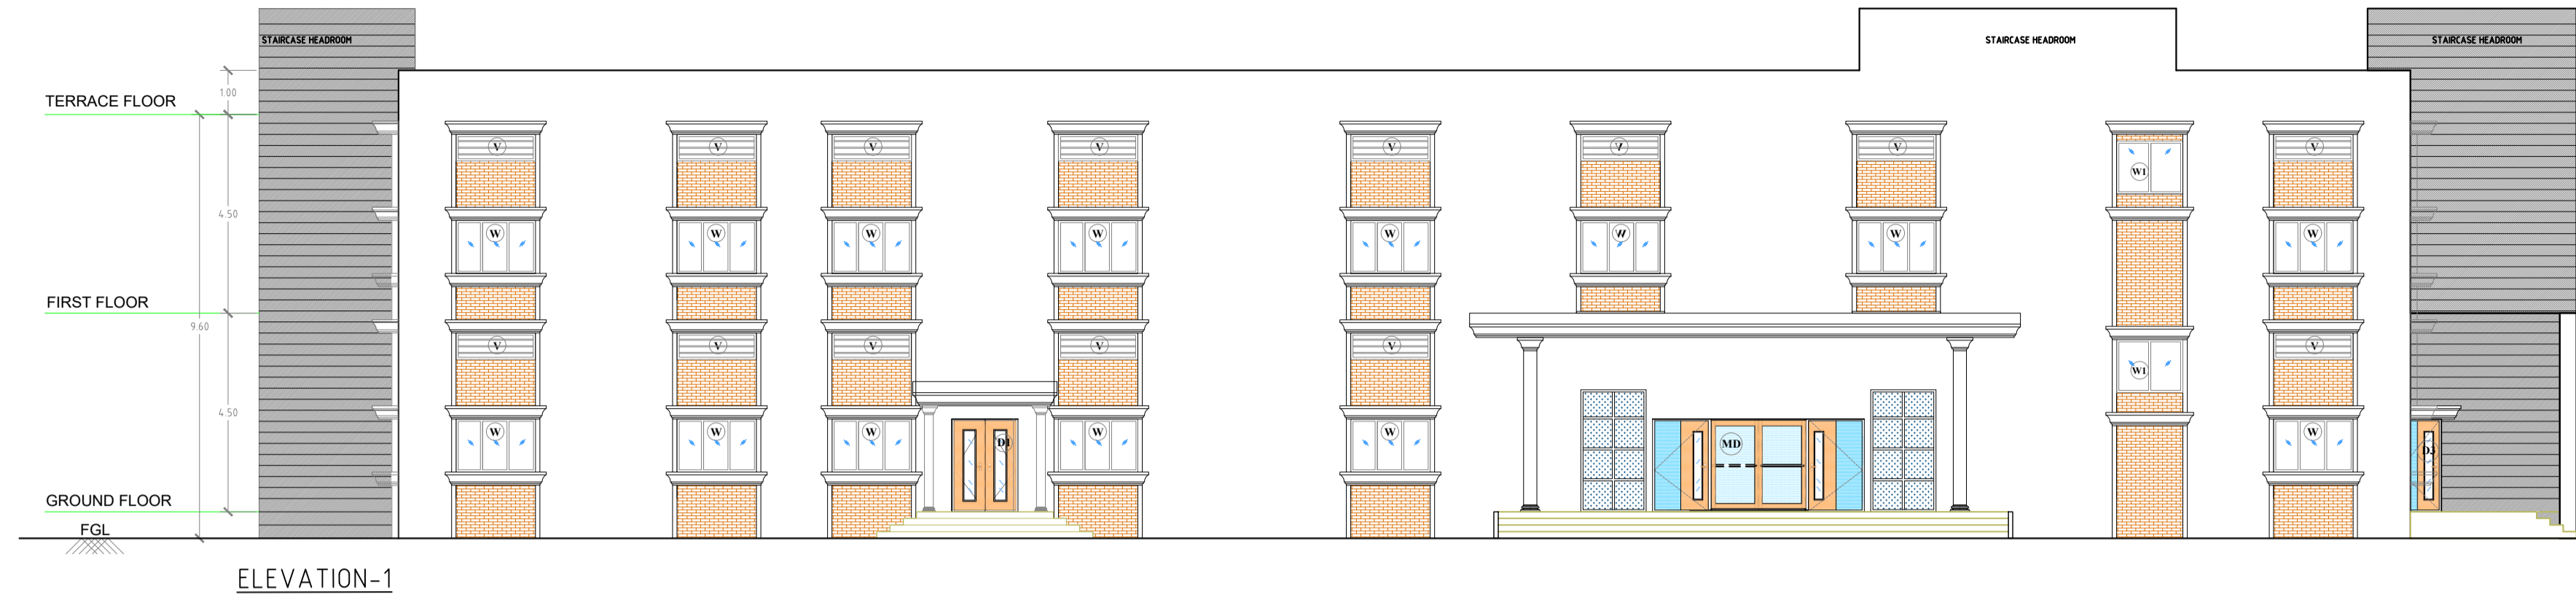 STAIRCASE HEADROOM
STAIRCASE HEADROOM
STAIRCASE HEADROOM
1.00
TERRACE FLOOR
V V V V V V V V
W1
4.50
W W W W W W W W
FIRST FLOOR
9.60
V V V V V V
W1
4.50
W W W W W W
D1
MD
D3
GROUND FLOOR
FGL
ELEVATION-1